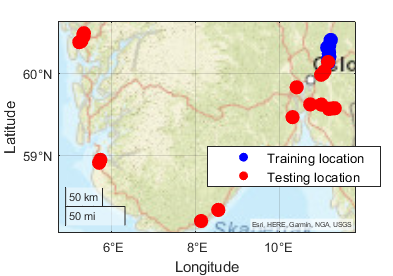 60°N
Oslo
Latitude
59°N
Training location
Testing location
50 km
50 mi
Esri, HERE, Garmin, NGA, USGS
6°E
8°E
10°E
Longitude